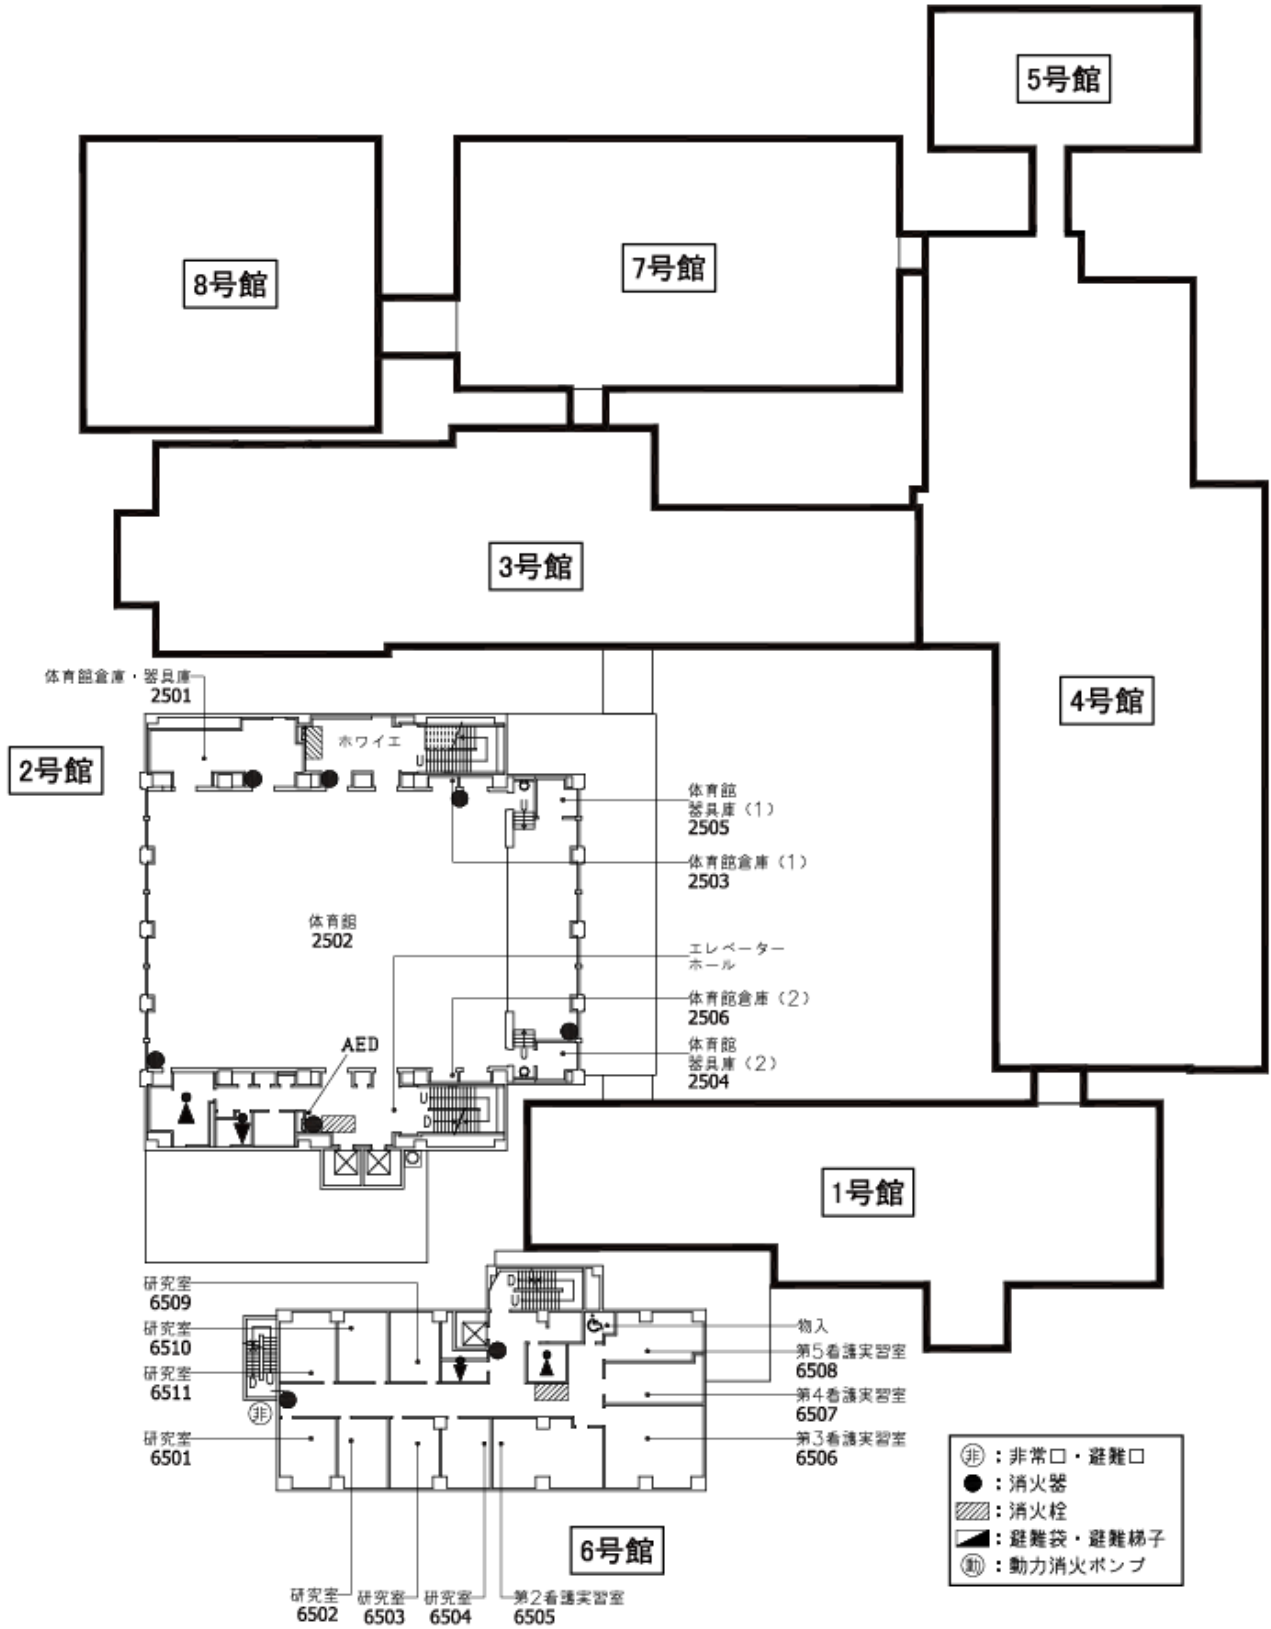 5号館
8号館
7号館
3号館
4号館
体育館倉庫・器具庫
2501
ホワイエ
U
2号館
体育館
器具庫（1）
2505
U
体育館倉庫（1）
2503
体育館
2502
エレベーター
ホール
体育館倉庫（2）
2506
体育館
器具庫（2）
2504
U
AED
U
D
1号館
研究室
6509
研究室
6510
研究室
6511
研究室
6501
D
U
D
U
非
物入
第5看護実習室
6508
第4看護実習室
6507
第3看護実習室
6506
6号館
研究室
6502
研究室
6503
研究室
6504
第2看護実習室
6505
非：非常口・避難口
：消火器
：消火栓
：避難袋・避難梯子
動：動力消火ポンプ